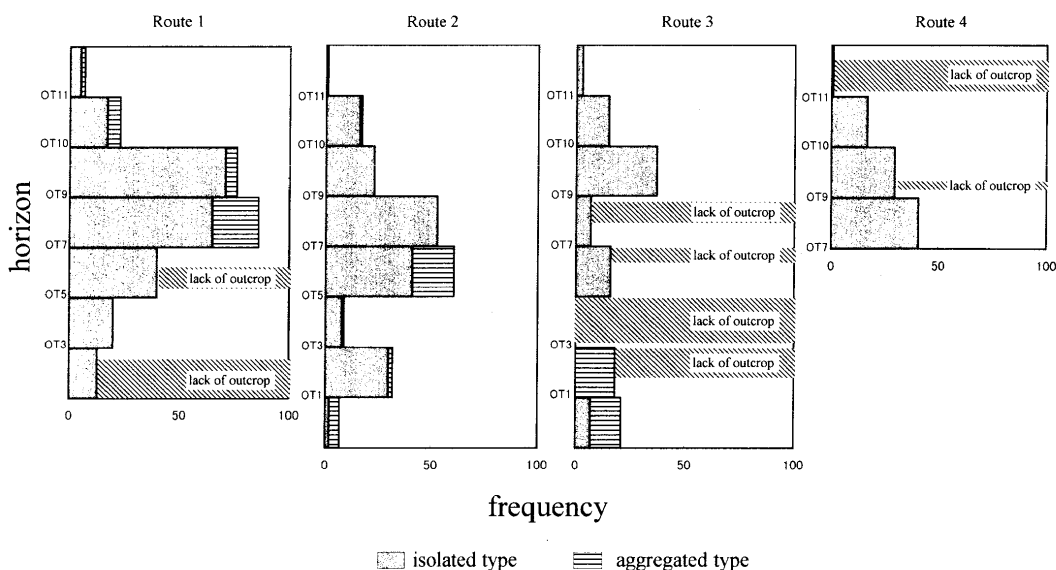 Route 1
Route 2
Route 3
Route 4
horizon
OT11
OT10
OT9
OT7
OT5
OT3
lack of outcrop
lack of outcrop
0
50
100
OT11
OT10
OT9
OT7
OT5
OT3
OT1
0
50
100
OT11
OT10
OT9
OT7
OT5
OT3
OT1
lack of outcrop
lack of outcrop
lack of outcrop
lack of outcrop
0
50
100
OT11
OT10
OT9
OT7
lack of outcrop
lack of outcrop
0
50
100
frequency
isolated type
aggregated type